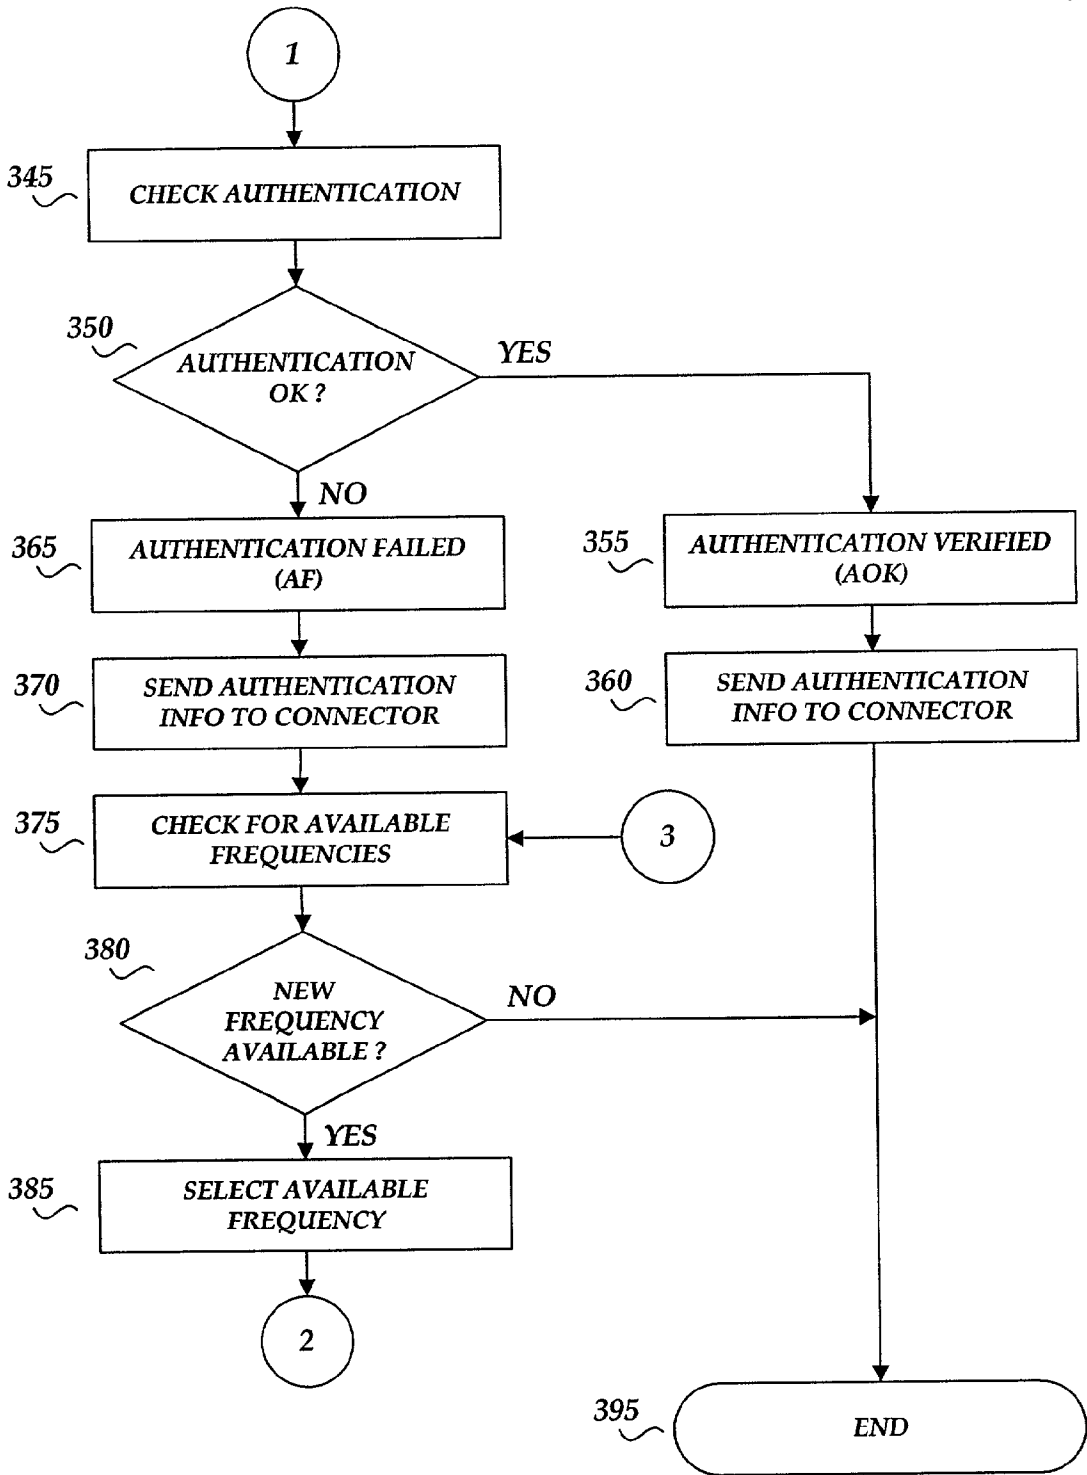 1
345
CHECK AUTHENTICATION
350
AUTHENTICATION
OK ?
YES
NO
365
AUTHENTICATION FAILED
(AF)
355
AUTHENTICATION VERIFIED
(AOK)
370
SEND AUTHENTICATION
INFO TO CONNECTOR
360
SEND AUTHENTICATION
INFO TO CONNECTOR
375
CHECK FOR AVAILABLE
FREQUENCIES
3
380
NEW
FREQUENCY
AVAILABLE ?
NO
YES
385
SELECT AVAILABLE
FREQUENCY
2
395
END